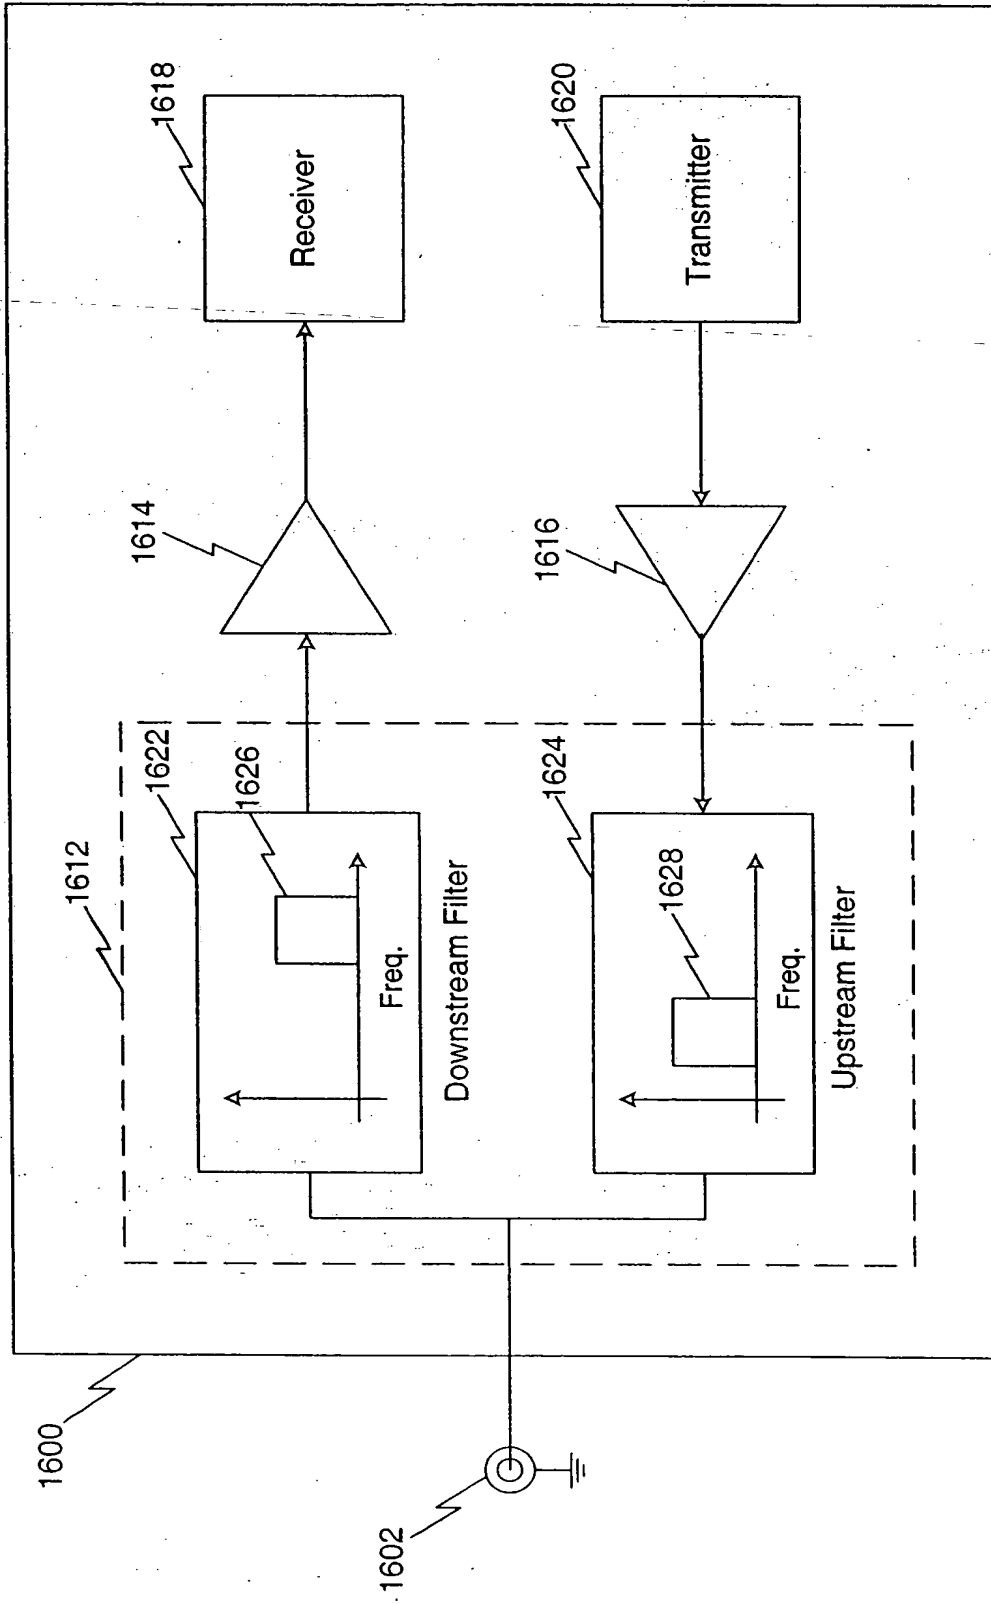 1600
1602
1612
1622
1626
Freq.
Downstream Filter
1614
1618
Receiver
1624
1628
Freq.
Upstream Filter
1616
1620
Transmitter